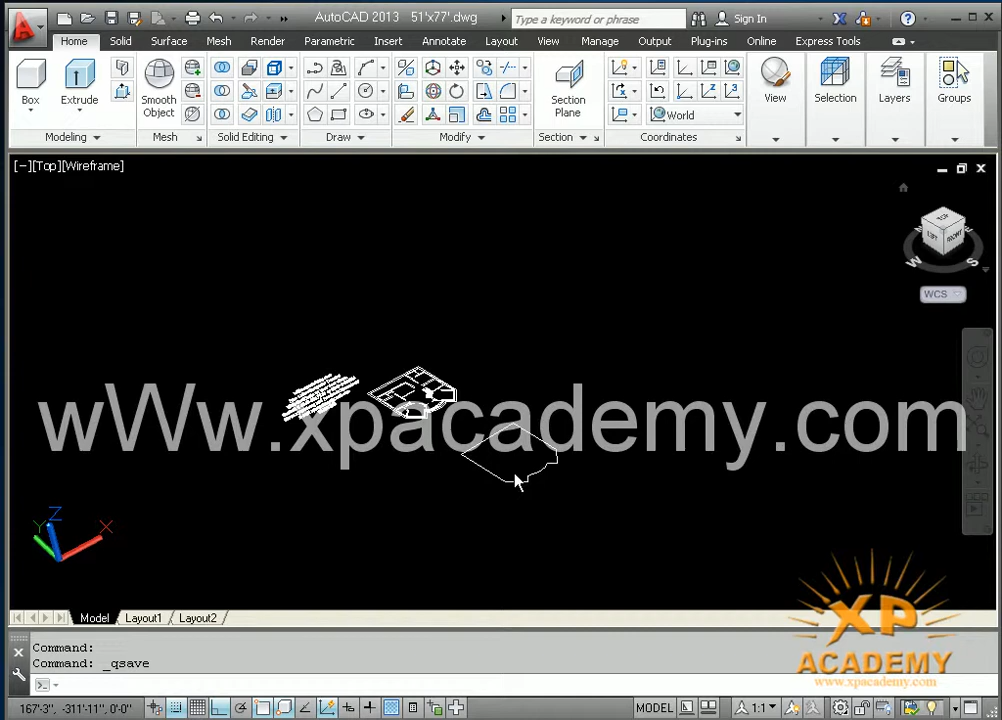 AutoCAD 2013 51'x77'.dwg
Type a keyword or phrase
Sign In
Home Solid Surface Mesh Render Parametric Insert Annotate Layout View Manage Output Plug-ins Online Express Tools
Box
Extrude
Smooth
Object
Section
Plane
World
View
Selection
Layers
Groups
Modeling
Mesh
Solid Editing
Draw
Modify
Section
Coordinates
[−][Top][Wireframe]
TOP
LEFT
FRONT
W
S
WCS
wWw.xpacademy.com
Z
Y
X
Model Layout1 Layout2
XP
ACADEMY
www.xpacademy.com
Command:
Command: _qsave
167'-3", -311'-11", 0'-0"
MODEL
1:1